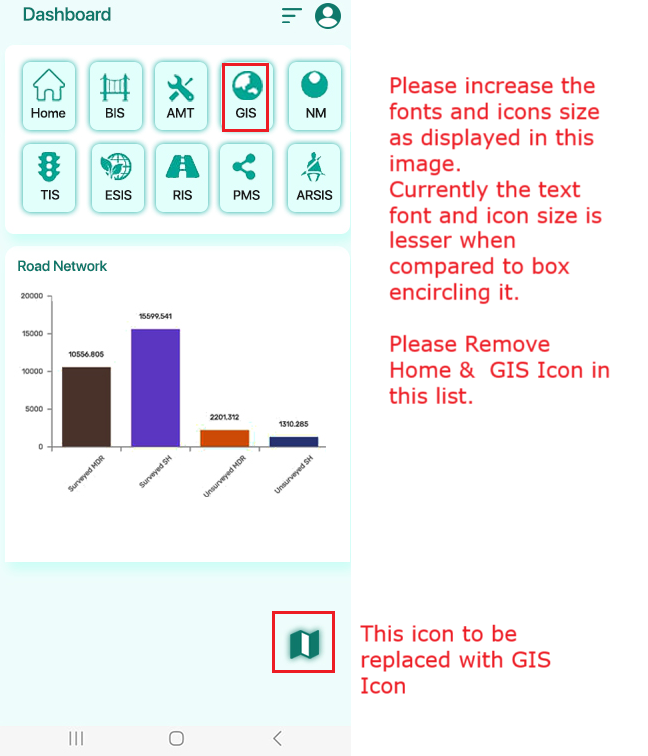 Dashboard
Home
BIS
AMT
GIS
NM
TIS
ESIS
RIS
PMS
ARSIS
Road Network
20000
15000
10000
5000
0
10556.805
15599.541
2201.312
1310.285
Surveyed MDR
Surveyed SH
Unsurveyed MDR
Unsurveyed SH
Please increase the
fonts and icons size
as displayed in this
image.
Currently the text
font and icon size is
lesser when
compared to box
encircling it.
Please Remove
Home & GIS Icon in
this list.
This icon to be
replaced with GIS
Icon